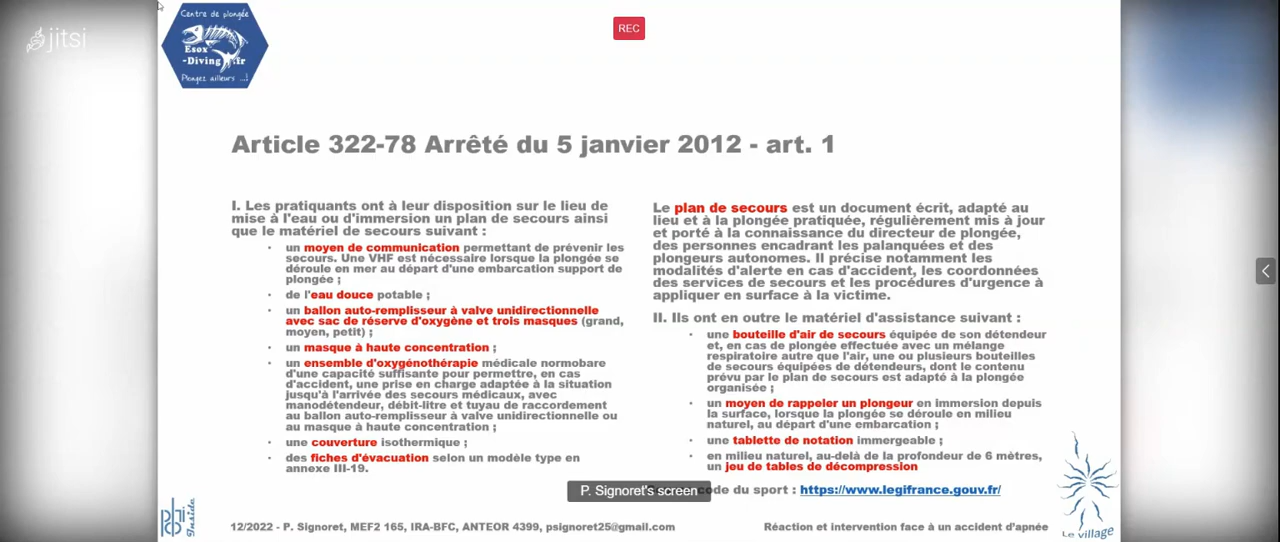 Centre de plongée
Esox
-Diving.fr
Plongez ailleurs ...!
jitsi
REC
Article 322-78 Arrêté du 5 janvier 2012 - art. 1
I. Les pratiquants ont à leur disposition sur le lieu de
mise à l'eau ou d'immersion un plan de secours ainsi
que le matériel de secours suivant :
• un moyen de communication permettant de prévenir les
secours. Une VHF est nécessaire lorsque la plongée se
déroule en mer au départ d'une embarcation support de
plongée ;
• de l'eau douce potable ;
• un ballon auto-remplisseur à valve unidirectionnelle
avec sac de réserve d'oxygène et trois masques (grand,
moyen, petit) ;
• un masque à haute concentration ;
• un ensemble d'oxygénothérapie médicale normobare
d'une capacité suffisante pour permettre, en cas
d'accident, une prise en charge adaptée à la situation
jusqu'à l'arrivée des secours médicaux, avec
manodétendeur, débit-litre et tuyau de raccordement
au ballon auto-remplisseur à valve unidirectionnelle ou
au masque à haute concentration ;
• une couverture isothermique ;
• des fiches d'évacuation selon un modèle type en
annexe III-19.
Le plan de secours est un document écrit, adapté au
lieu et à la plongée pratiquée, régulièrement mis à jour
et porté à la connaissance du directeur de plongée,
des personnes encadrant les palanquées et des
plongeurs autonomes. Il précise notamment les
modalités d'alerte en cas d'accident, les coordonnées
des services de secours et les procédures d'urgence à
appliquer en surface à la victime.
II. Ils ont en outre le matériel d'assistance suivant :
• une bouteille d'air de secours équipée de son détendeur
et, en cas de plongée effectuée avec un mélange
respiratoire autre que l'air, une ou plusieurs bouteilles
de secours équipées de détendeurs, dont le contenu
prévu par le plan de secours est adapté à la plongée
organisée ;
• un moyen de rappeler un plongeur en immersion depuis
la surface, lorsque la plongée se déroule en milieu
naturel, au départ d'une embarcation ;
• une tablette de notation immergeable ;
• en milieu naturel, au-delà de la profondeur de 6 mètres,
un jeu de tables de décompression
code du sport : https://www.legifrance.gouv.fr/
P. Signoret's screen
Inside
12/2022 - P. Signoret, MEF2 165, IRA-BFC, ANTEOR 4399, psignoret25@gmail.com
Réaction et intervention face à un accident d'apnée
Le village